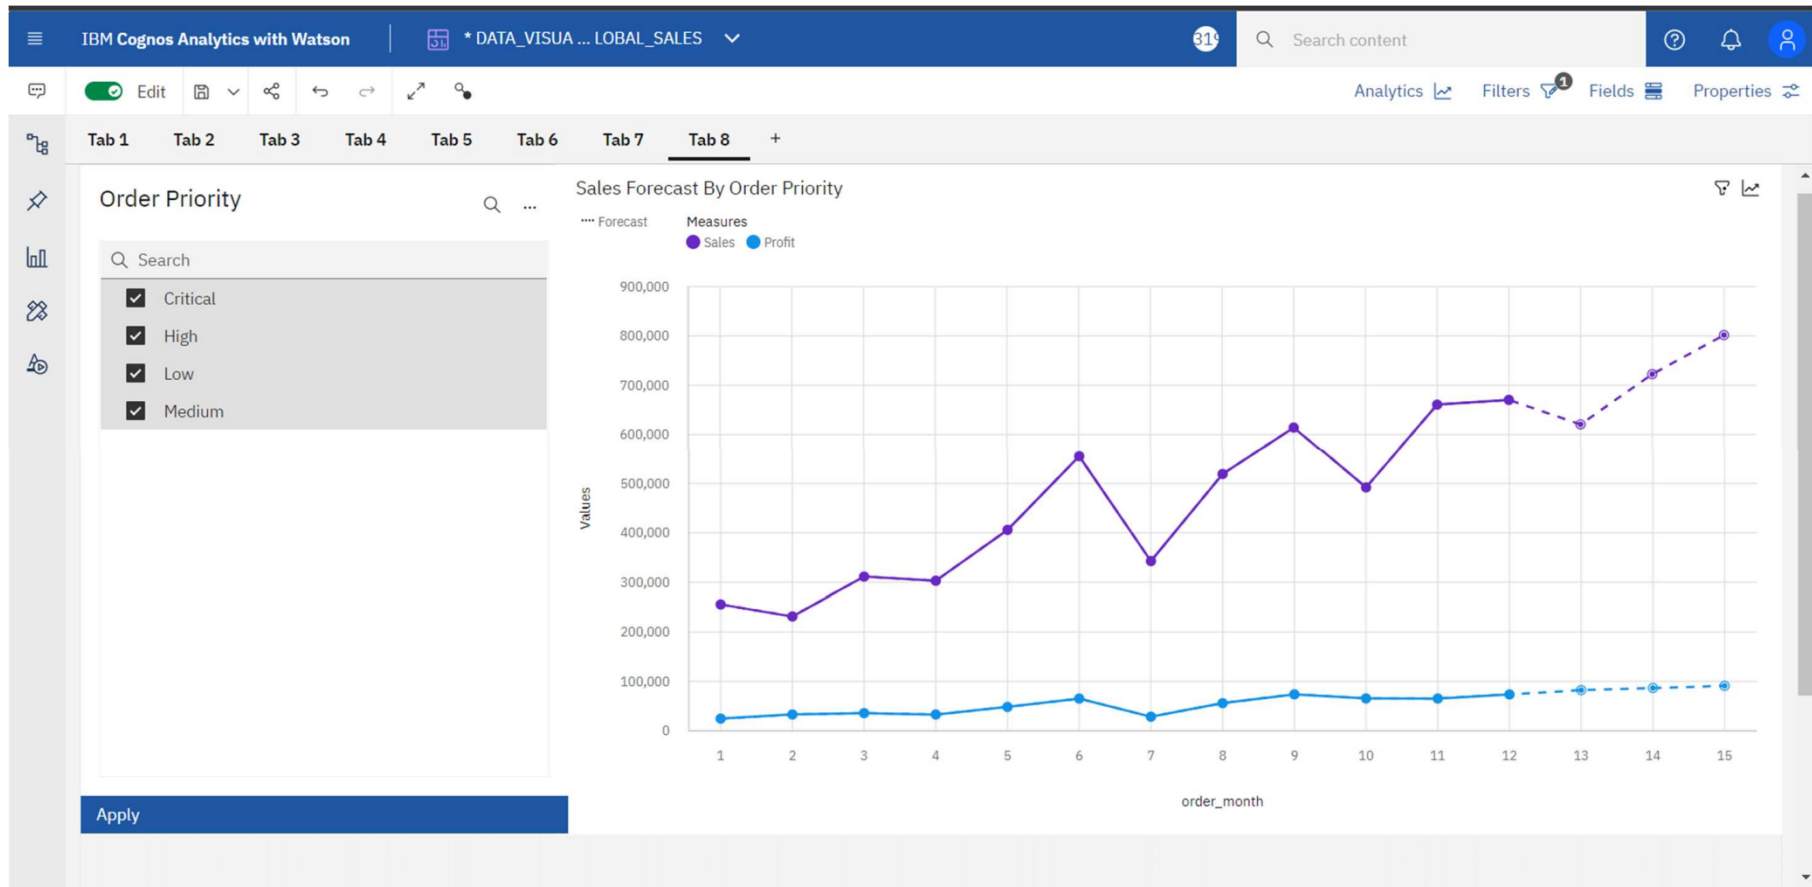 IBM Cognos Analytics with Watson
* DATA_VISUA ... LOBAL_SALES
Search content
Edit
Analytics
Filters
1
Fields
Properties
Tab 1
Tab 2
Tab 3
Tab 4
Tab 5
Tab 6
Tab 7
Tab 8
+
Order Priority
...
Search
Critical
High
Low
Medium
Apply
Sales Forecast By Order Priority
Forecast
Measures
Sales
Profit
900,000
800,000
700,000
600,000
500,000
400,000
300,000
200,000
100,000
0
Values
1 2 3 4 5 6 7 8 9 10 11 12 13 14 15
order_month